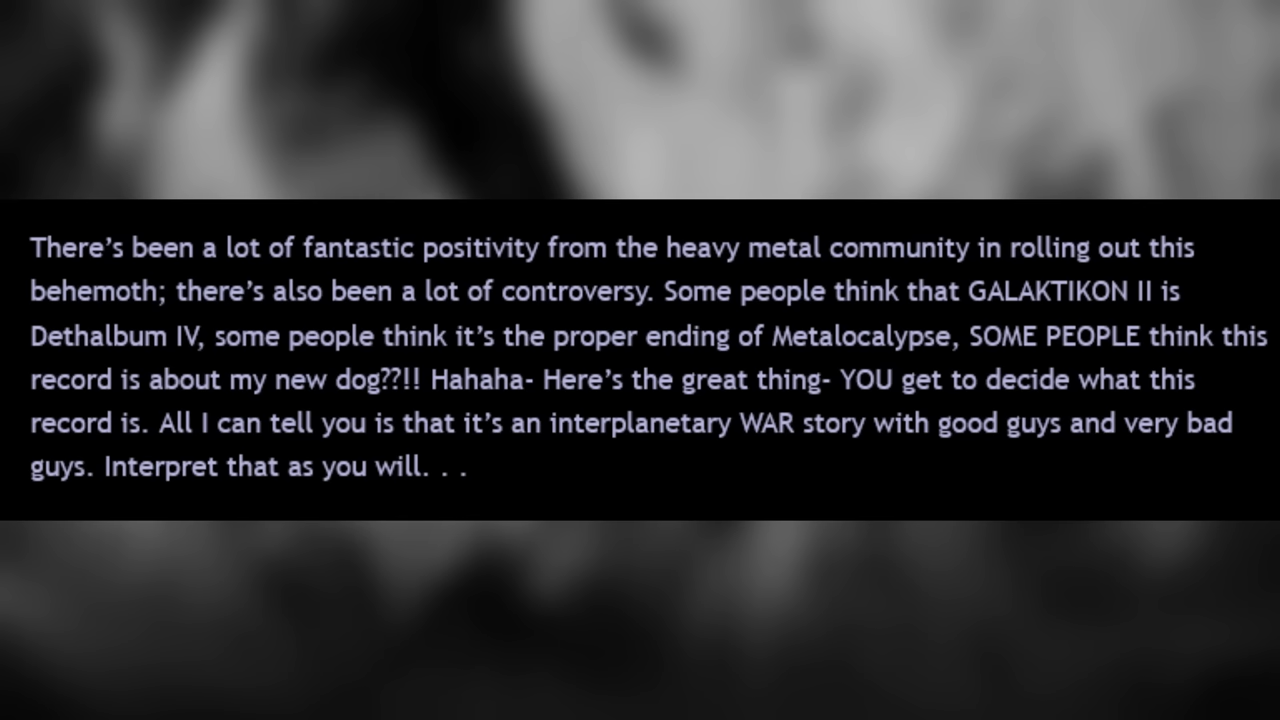 There’s been a lot of fantastic positivity from the heavy metal community in rolling out this
behemoth; there’s also been a lot of controversy. Some people think that GALAKTIKON II is
Dethalbum IV, some people think it’s the proper ending of Metalocalypse, SOME PEOPLE think this
record is about my new dog??!! Hahaha- Here’s the great thing- YOU get to decide what this
record is. All I can tell you is that it’s an interplanetary WAR story with good guys and very bad
guys. Interpret that as you will. . .